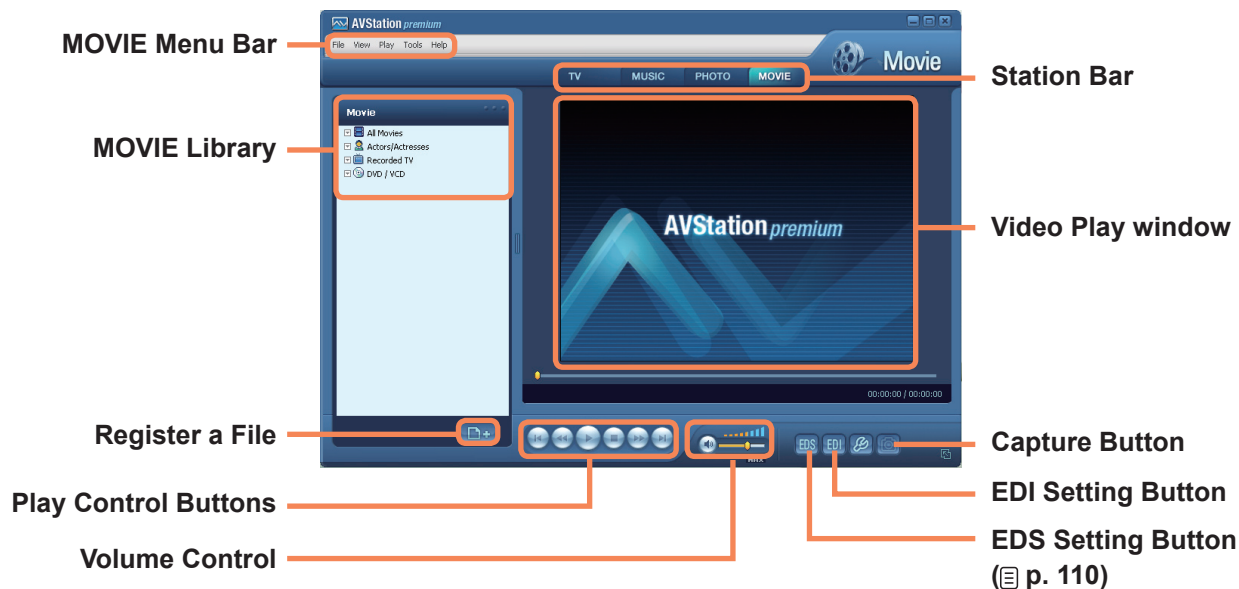 AVStation premium
MOVIE Menu Bar
File View Play Tools Help
Movie
TV MUSIC PHOTO MOVIE
Station Bar
MOVIE Library
Movie
All Movies
Actors/Actresses
Recorded TV
DVD / VCD
AVStation premium
Video Play window
00:00:00 / 00:00:00
Register a File
EDS EDI
Capture Button
Play Control Buttons
EDI Setting Button
Volume Control
EDS Setting Button
(p. 110)